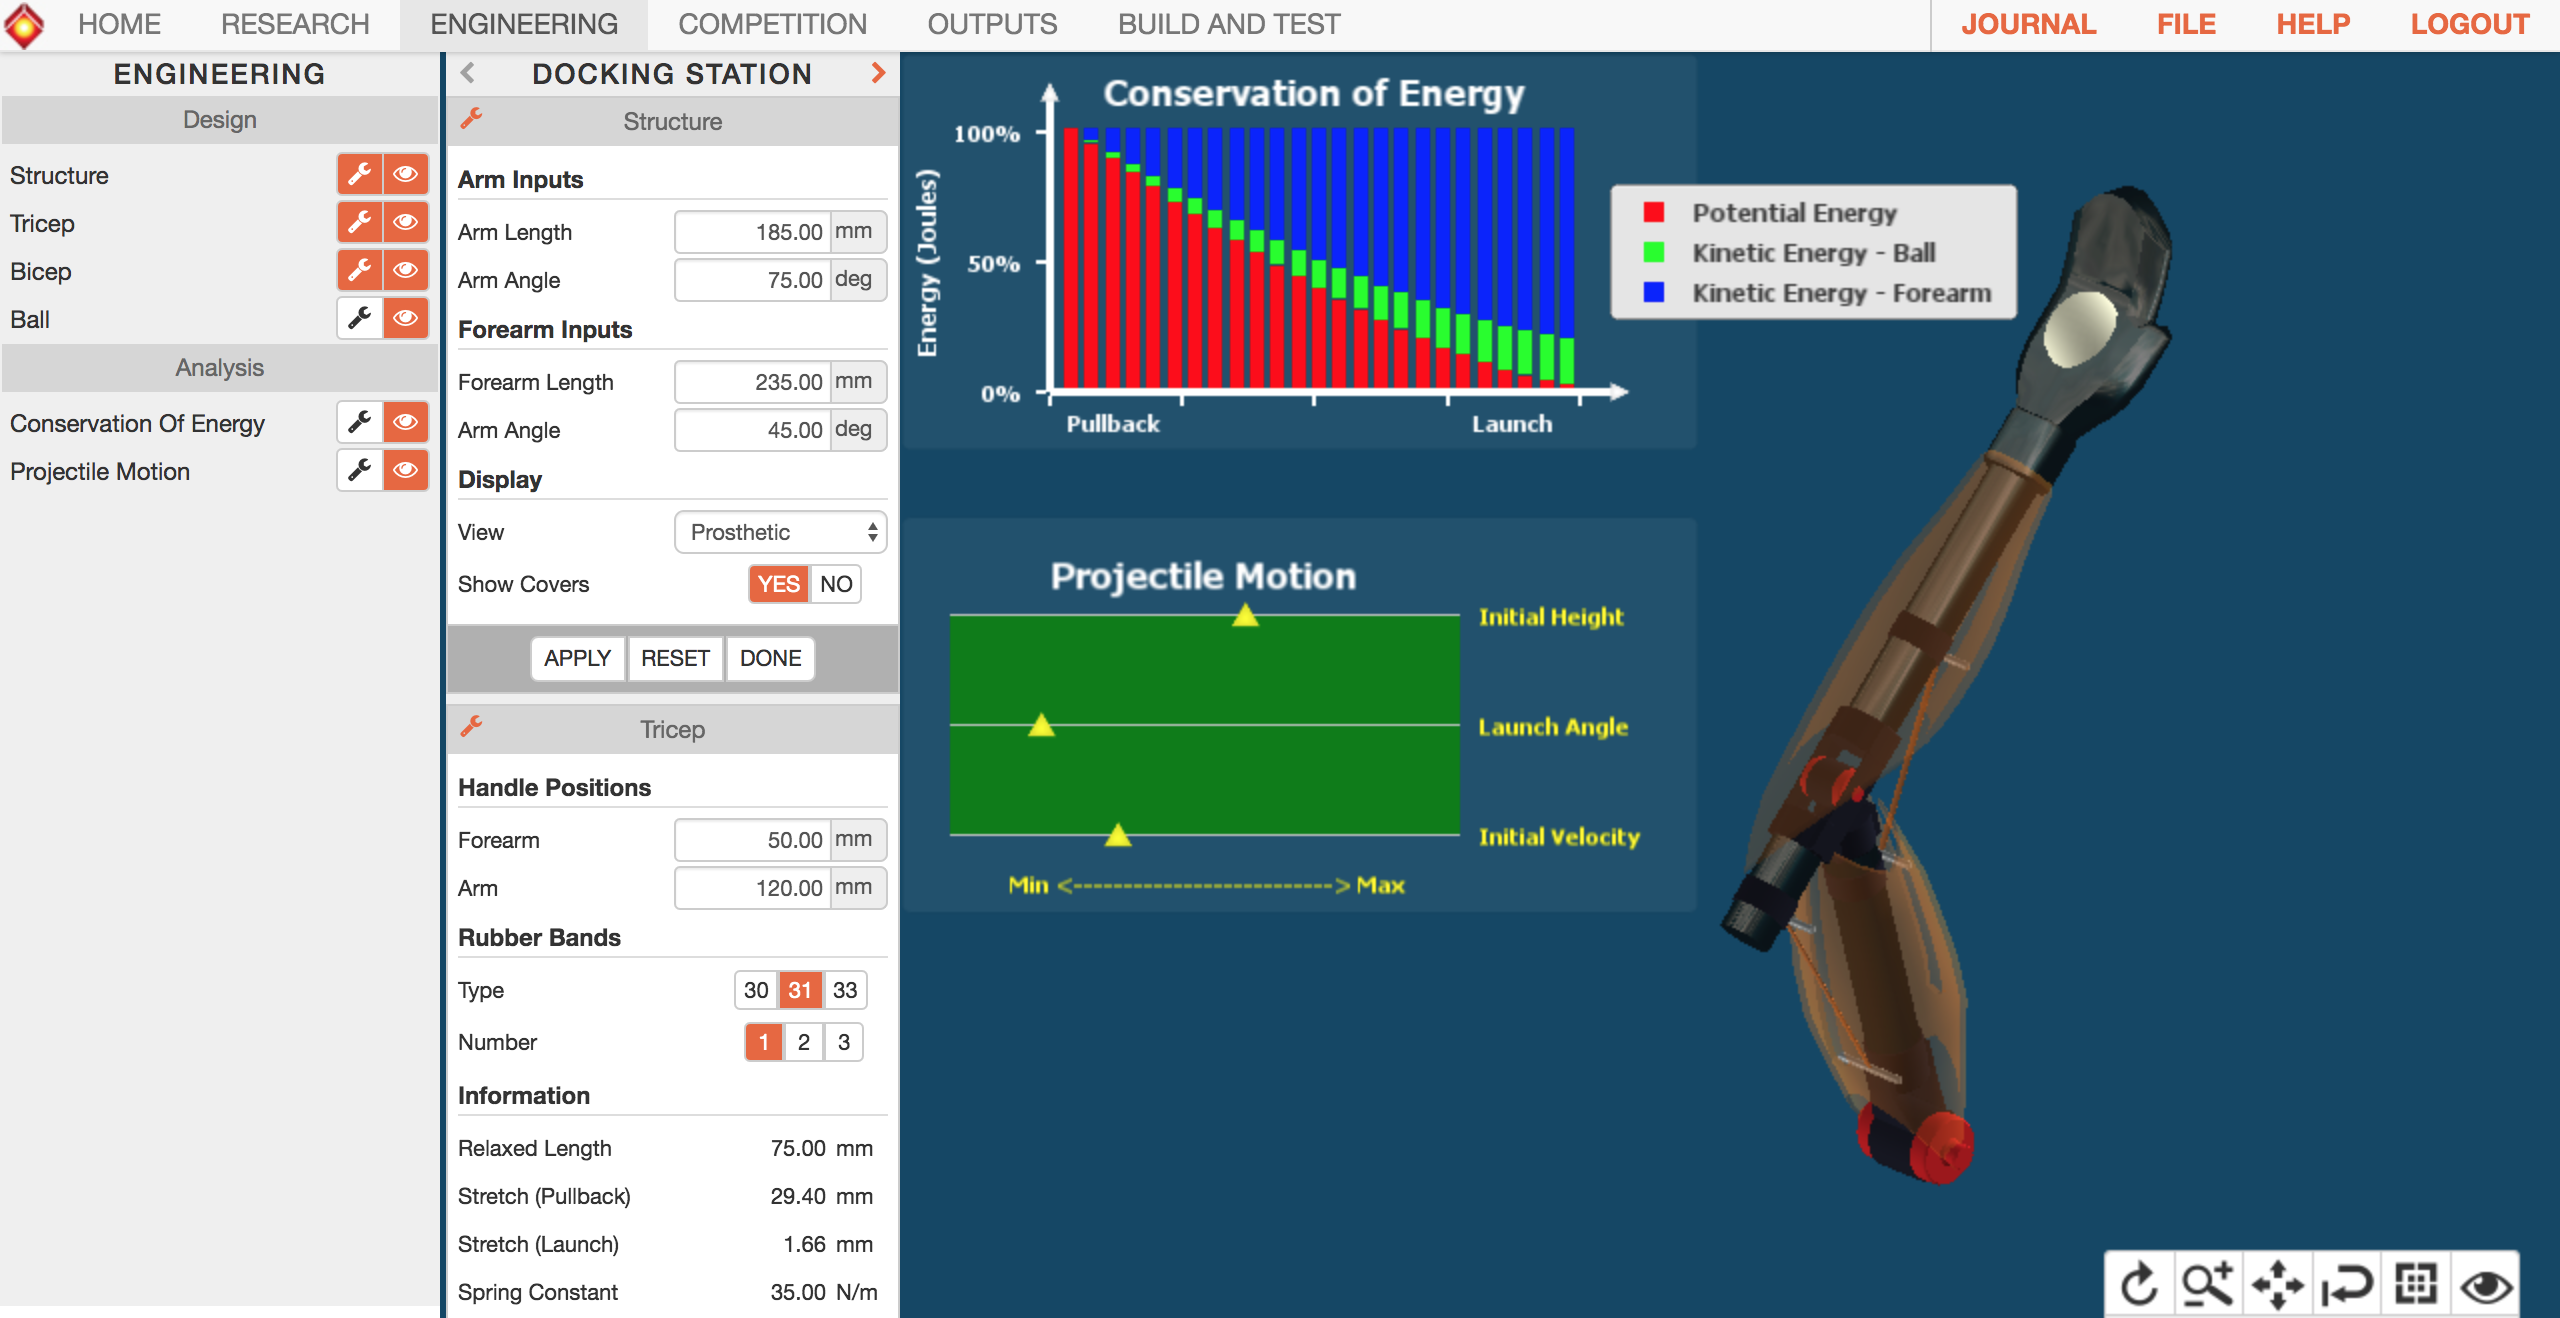 HOME RESEARCH ENGINEERING COMPETITION OUTPUTS BUILD AND TEST JOURNAL FILE HELP LOGOUT
ENGINEERING
Design
Structure
Tricep
Bicep
Ball
Analysis
Conservation Of Energy
Projectile Motion
DOCKING STATION
Structure
Arm Inputs
Arm Length 185.00 mm
Arm Angle 75.00 deg
Forearm Inputs
Forearm Length 235.00 mm
Arm Angle 45.00 deg
Display
View Prosthetic
Show Covers YES NO
APPLY RESET DONE
Tricep
Handle Positions
Forearm 50.00 mm
Arm 120.00 mm
Rubber Bands
Type 30 31 33
Number 1 2 3
Information
Relaxed Length 75.00 mm
Stretch (Pullback) 29.40 mm
Stretch (Launch) 1.66 mm
Spring Constant 35.00 N/m
Conservation of Energy
Energy (Joules)
100%
50%
0%
Pullback Launch
Potential Energy
Kinetic Energy - Ball
Kinetic Energy - Forearm
Projectile Motion
Initial Height
Launch Angle
Initial Velocity
Min <--------------------------> Max